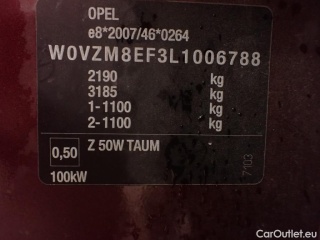 OPEL
e8*2007/46*0264
W0VZM8EF3L1006788
2190 kg
3185 kg
1-1100 kg
2-1100 kg
0,50 Z 50W TAUM
100kW
7103
CarOutlet.eu